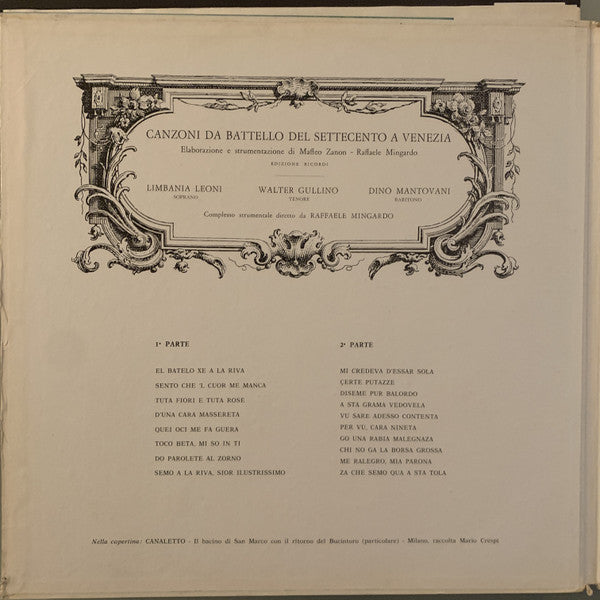 CANZONI DA BATTELLO DEL SETTECENTO A VENEZIA
Elaborazione e strumentazione di Maffeo Zanon - Raffaele Mingardo
EDIZIONE RICORDI
LIMBANIA LEONI WALTER GULLINO DINO MANTOVANI
SOPRANO TENORE BARITONO
Complesso strumentale diretto da RAFFAELE MINGARDO
1ª PARTE
EL BATELO XE A LA RIVA
SENTO CHE 'L CUOR ME MANCA
TUTA FIORI E TUTA ROSE
D'UNA CARA MASSERETA
QUEI OCI ME FA GUERA
TOCO BETA, MI SO IN TI
DO PAROLETE AL ZORNO
SEMO A LA RIVA, SIOR ILUSTRISSIMO
2ª PARTE
MI CREDEVA D'ESSAR SOLA
ÇERTE PUTAZZE
DISEME PUR BALORDO
A STA GRAMA VEDOVELA
VU SARE ADESSO CONTENTA
PER VU, CARA NINETA
GO UNA RABIA MALEGNAZA
CHI NO GA LA BORSA GROSSA
ME RALEGRO, MIA PARONA
ZA CHE SEMO QUA A STA TOLA
Nella copertina: CANALETTO - Il bacino di San Marco con il ritorno del Bucintoro (particolare) - Milano, raccolta Mario Crespi